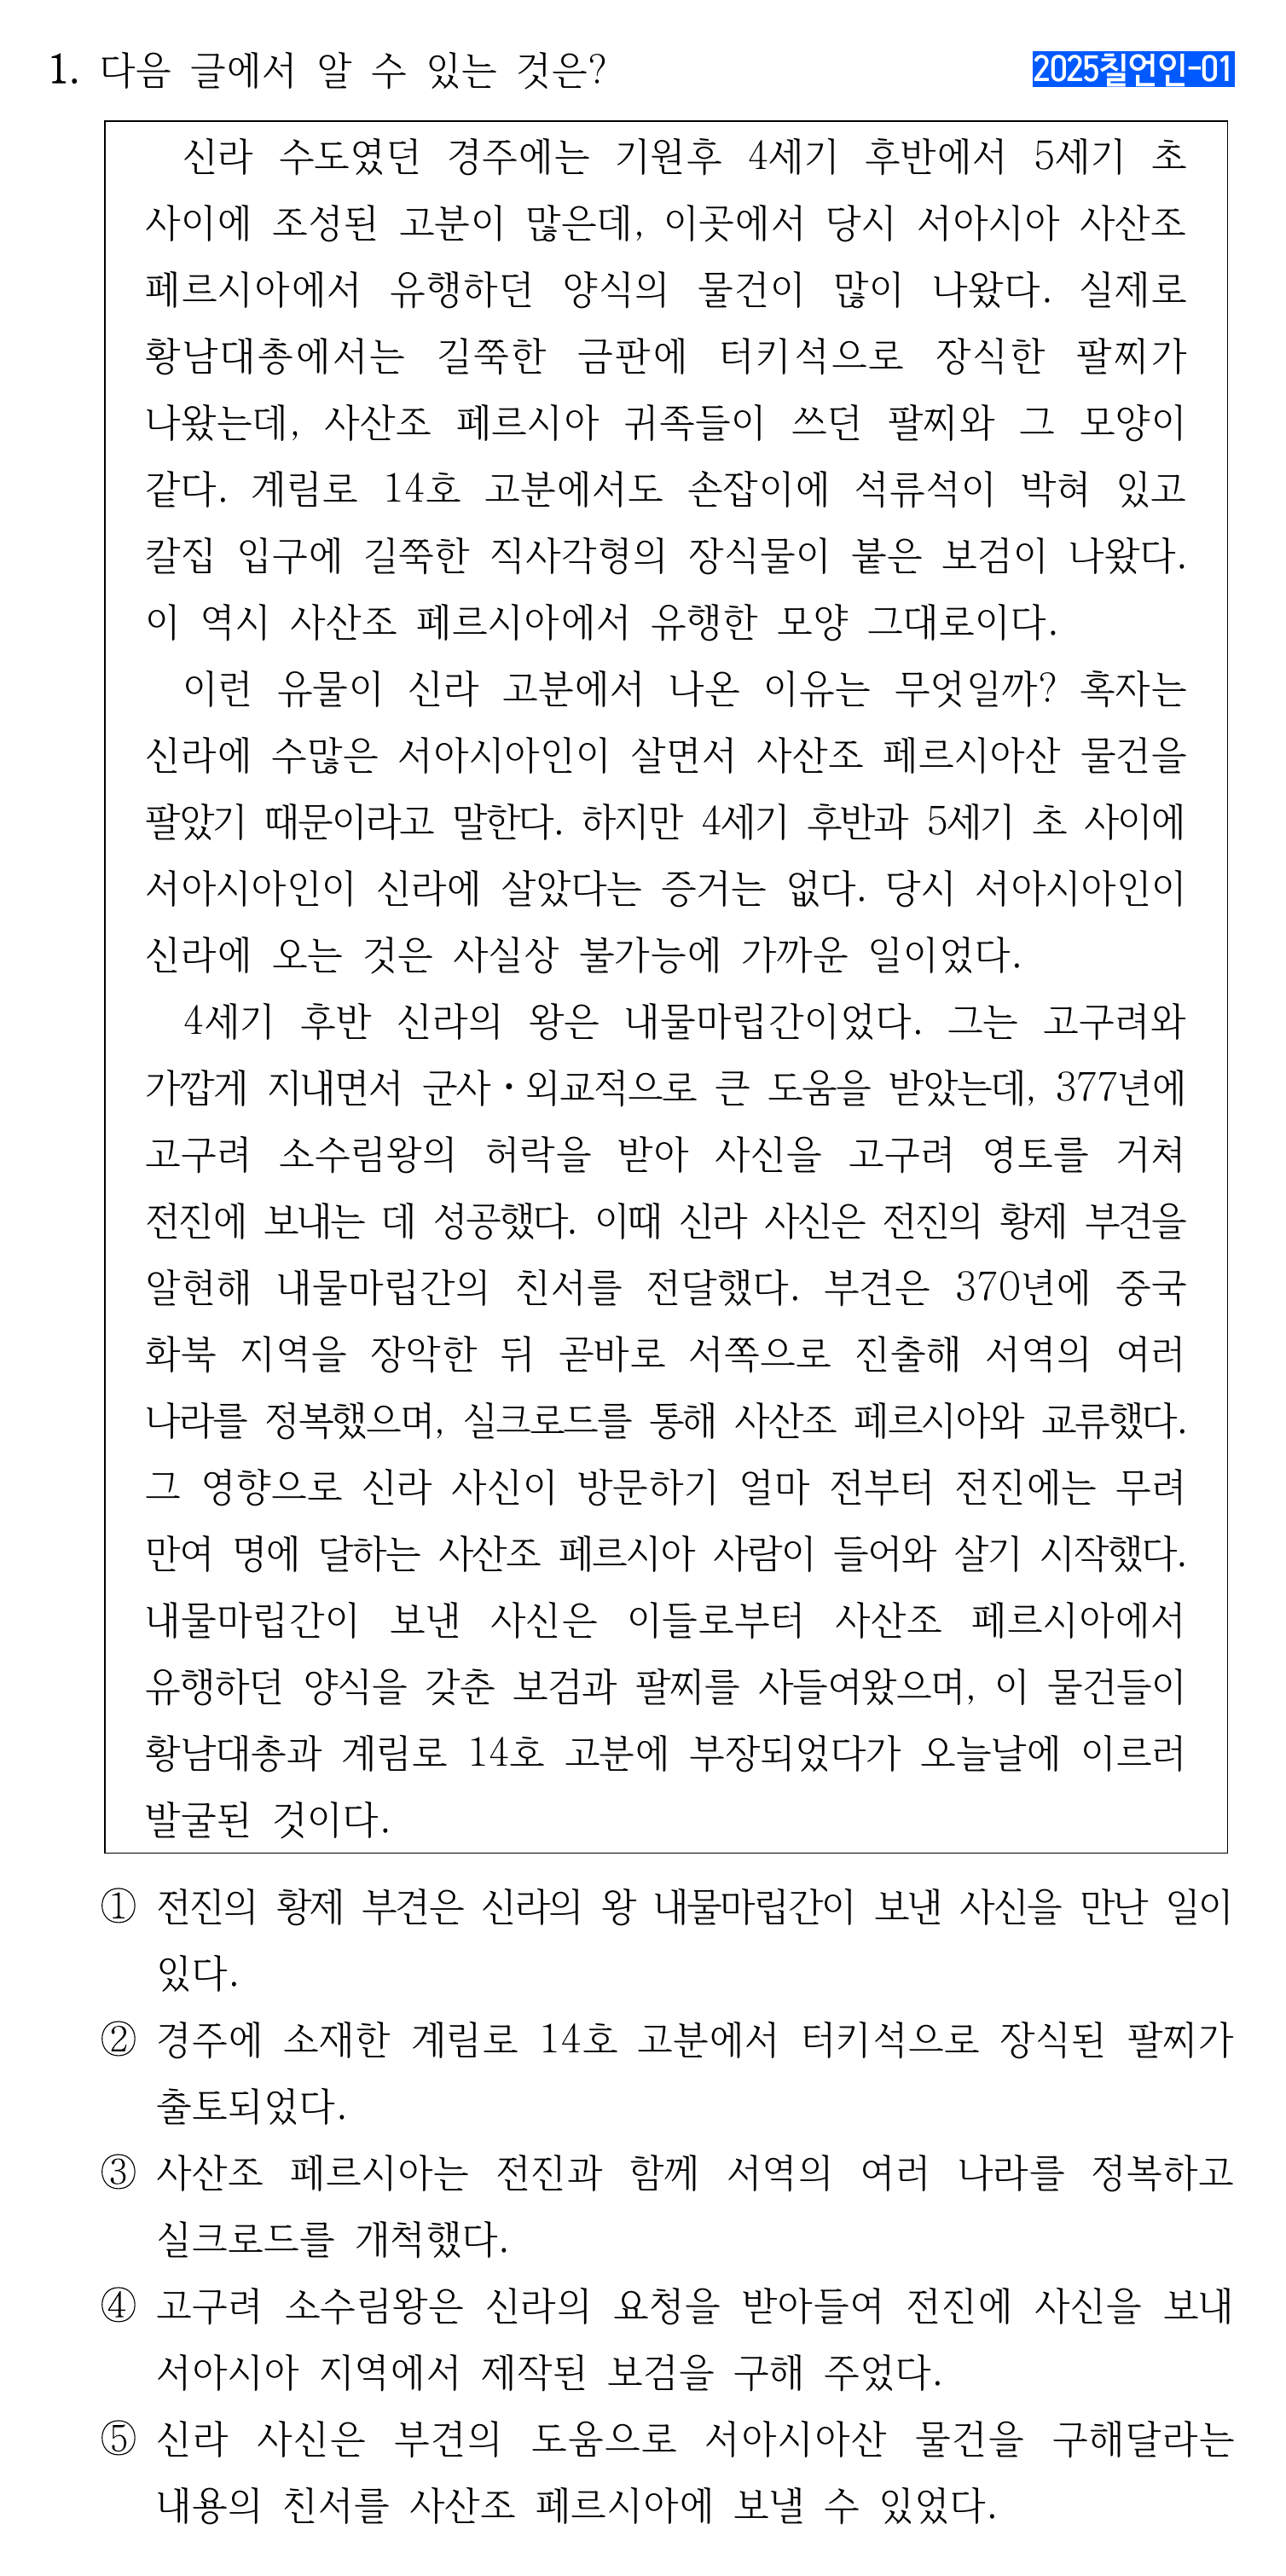 1. 다음 글에서 알 수 있는 것은?
2025칠언인-01
신라 수도였던 경주에는 기원후 4세기 후반에서 5세기 초
사이에 조성된 고분이 많은데, 이곳에서 당시 서아시아 사산조
페르시아에서 유행하던 양식의 물건이 많이 나왔다. 실제로
황남대총에서는 길쭉한 금판에 터키석으로 장식한 팔찌가
나왔는데, 사산조 페르시아 귀족들이 쓰던 팔찌와 그 모양이
같다. 계림로 14호 고분에서도 손잡이에 석류석이 박혀 있고
칼집 입구에 길쭉한 직사각형의 장식물이 붙은 보검이 나왔다.
이 역시 사산조 페르시아에서 유행한 모양 그대로이다.
이런 유물이 신라 고분에서 나온 이유는 무엇일까? 혹자는
신라에 수많은 서아시아인이 살면서 사산조 페르시아산 물건을
팔았기 때문이라고 말한다. 하지만 4세기 후반과 5세기 초 사이에
서아시아인이 신라에 살았다는 증거는 없다. 당시 서아시아인이
신라에 오는 것은 사실상 불가능에 가까운 일이었다.
4세기 후반 신라의 왕은 내물마립간이었다. 그는 고구려와
가깝게 지내면서 군사·외교적으로 큰 도움을 받았는데, 377년에
고구려 소수림왕의 허락을 받아 사신을 고구려 영토를 거쳐
전진에 보내는 데 성공했다. 이때 신라 사신은 전진의 황제 부견을
알현해 내물마립간의 친서를 전달했다. 부견은 370년에 중국
화북 지역을 장악한 뒤 곧바로 서쪽으로 진출해 서역의 여러
나라를 정복했으며, 실크로드를 통해 사산조 페르시아와 교류했다.
그 영향으로 신라 사신이 방문하기 얼마 전부터 전진에는 무려
만여 명에 달하는 사산조 페르시아 사람이 들어와 살기 시작했다.
내물마립간이 보낸 사신은 이들로부터 사산조 페르시아에서
유행하던 양식을 갖춘 보검과 팔찌를 사들여왔으며, 이 물건들이
황남대총과 계림로 14호 고분에 부장되었다가 오늘날에 이르러
발굴된 것이다.
① 전진의 황제 부견은 신라의 왕 내물마립간이 보낸 사신을 만난 일이
있다.
② 경주에 소재한 계림로 14호 고분에서 터키석으로 장식된 팔찌가
출토되었다.
③ 사산조 페르시아는 전진과 함께 서역의 여러 나라를 정복하고
실크로드를 개척했다.
④ 고구려 소수림왕은 신라의 요청을 받아들여 전진에 사신을 보내
서아시아 지역에서 제작된 보검을 구해 주었다.
⑤ 신라 사신은 부견의 도움으로 서아시아산 물건을 구해달라는
내용의 친서를 사산조 페르시아에 보낼 수 있었다.